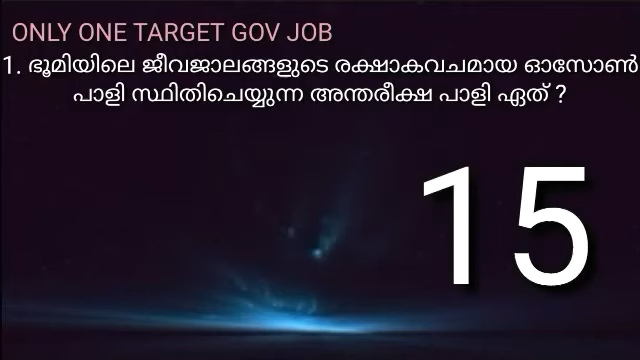 ONLY ONE TARGET GOV JOB
1. ഭൂമിയിലെ ജീവജാലങ്ങളുടെ രക്ഷാകവചമായ ഓസോൺ
പാളി സ്ഥിതിചെയ്യുന്ന അന്തരീക്ഷ പാളി ഏത് ?
15